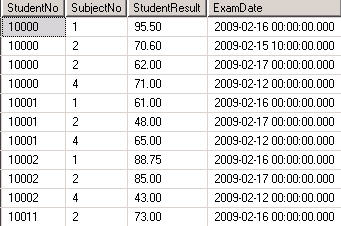 StudentNo SubjectNo StudentResult ExamDate
10000 1 95.50 2009-02-16 00:00:00.000
10000 2 70.60 2009-02-15 10:00:00.000
10000 2 62.00 2009-02-17 00:00:00.000
10000 4 71.00 2009-02-12 00:00:00.000
10001 1 61.00 2009-02-16 00:00:00.000
10001 2 48.00 2009-02-17 00:00:00.000
10001 4 65.00 2009-02-12 00:00:00.000
10002 1 88.75 2009-02-16 00:00:00.000
10002 2 85.00 2009-02-17 00:00:00.000
10002 4 43.00 2009-02-12 00:00:00.000
10011 2 73.00 2009-02-16 00:00:00.000